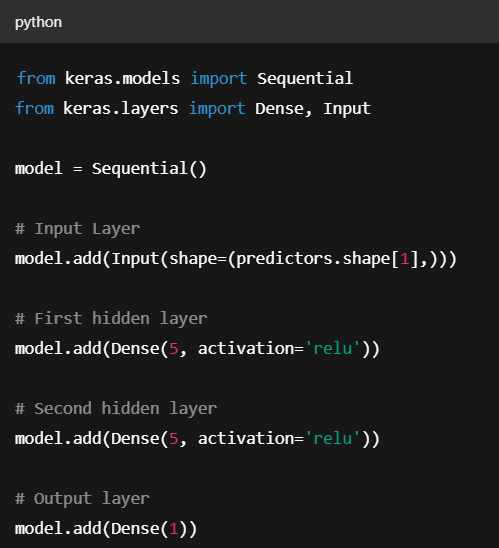 python
from keras.models import Sequential
from keras.layers import Dense, Input
model = Sequential()
# Input Layer
model.add(Input(shape=(predictors.shape[1],)))
# First hidden layer
model.add(Dense(5, activation='relu'))
# Second hidden layer
model.add(Dense(5, activation='relu'))
# Output layer
model.add(Dense(1))